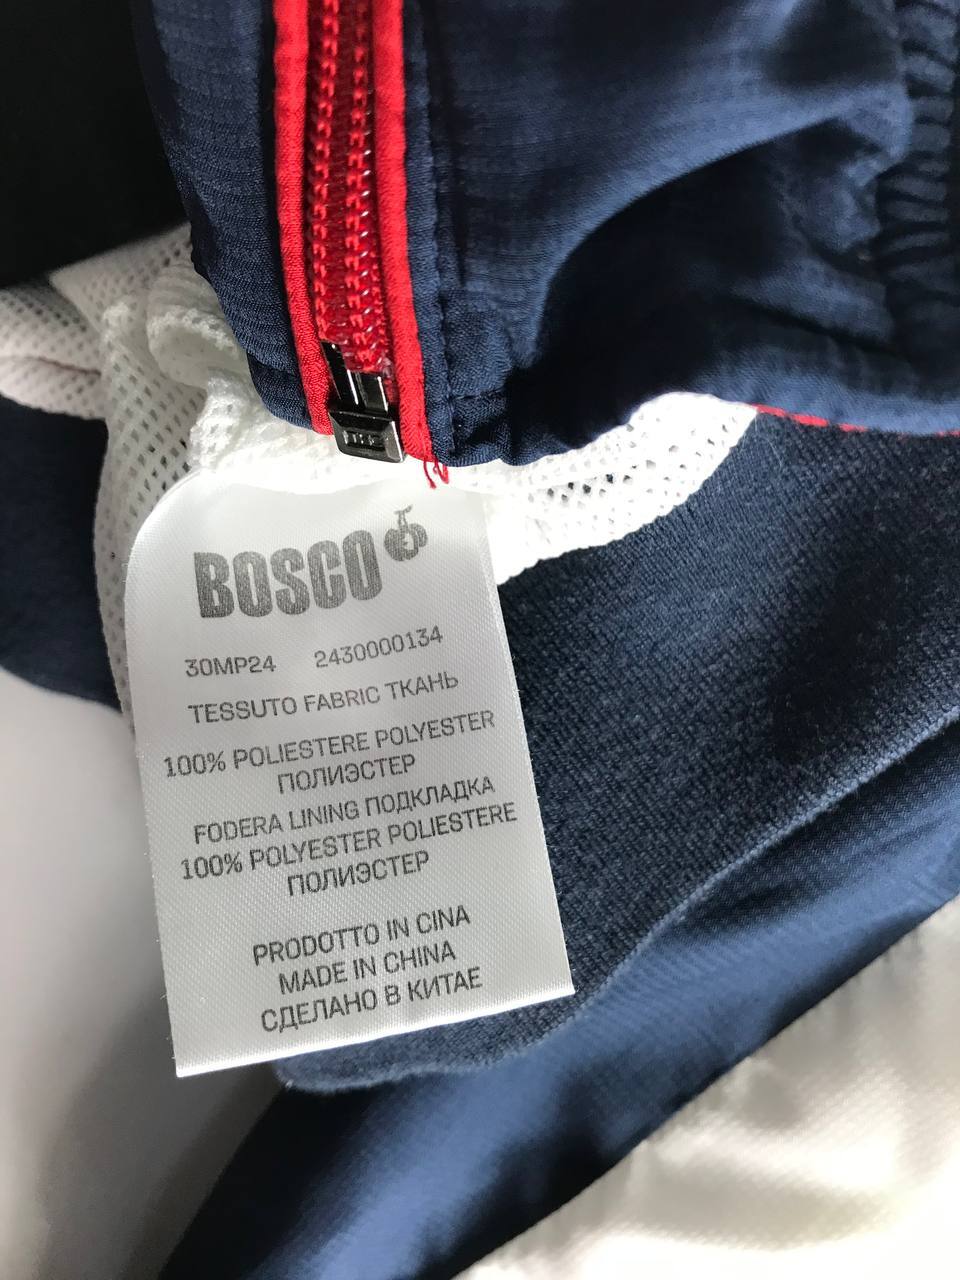 BOSCO
30MP24 2430000134
TESSUTO FABRIC ТКАНЬ
100% POLIESTERE POLYESTER
ПОЛИЭСТЕР
FODERA LINING ПОДКЛАДКА
100% POLYESTER POLIESTERE
ПОЛИЭСТЕР
PRODOTTO IN CINA
MADE IN CHINA
СДЕЛАНО В КИТАЕ